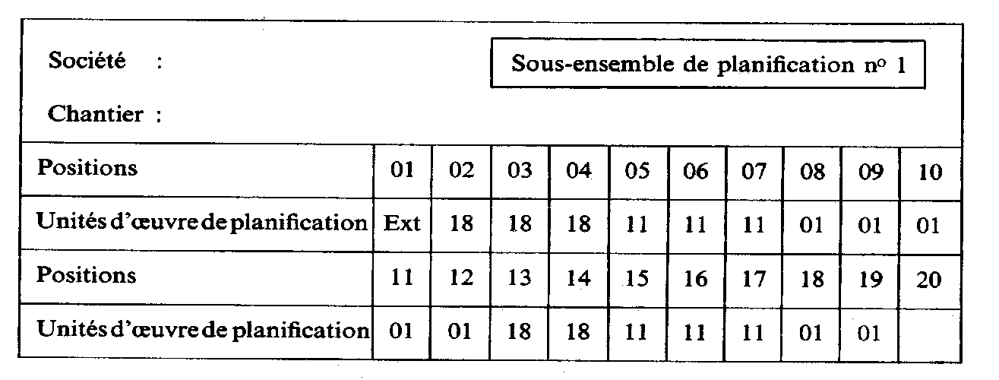 Société :
Sous-ensemble de planification nº 1
Chantier :
Positions 01 02 03 04 05 06 07 08 09 10
Unités d'œuvre de planification Ext 18 18 18 11 11 11 01 01 01
Positions 11 12 13 14 15 16 17 18 19 20
Unités d'œuvre de planification 01 01 18 18 11 11 11 01 01